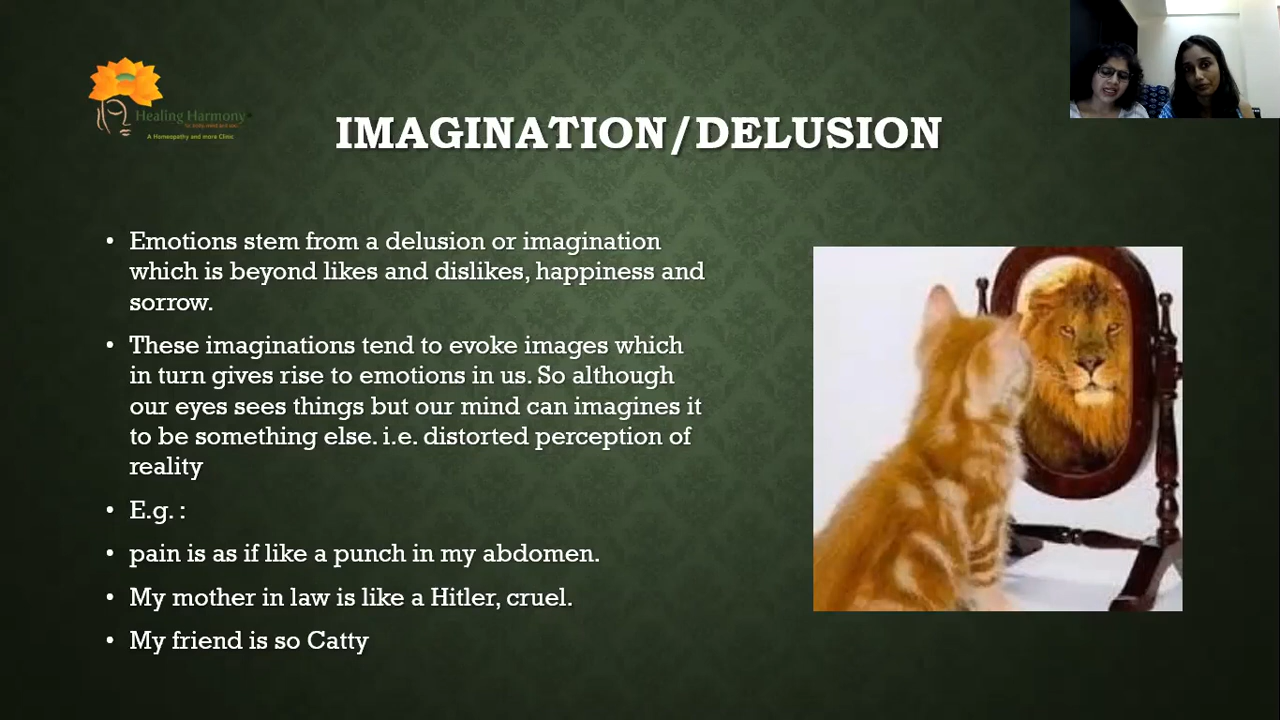 Healing Harmony
A Homeopathy and more Clinic
IMAGINATION/DELUSION
• Emotions stem from a delusion or imagination
which is beyond likes and dislikes, happiness and
sorrow.
• These imaginations tend to evoke images which
in turn gives rise to emotions in us. So although
our eyes sees things but our mind can imagines it
to be something else. i.e. distorted perception of
reality
• E.g. :
• pain is as if like a punch in my abdomen.
• My mother in law is like a Hitler, cruel.
• My friend is so Catty